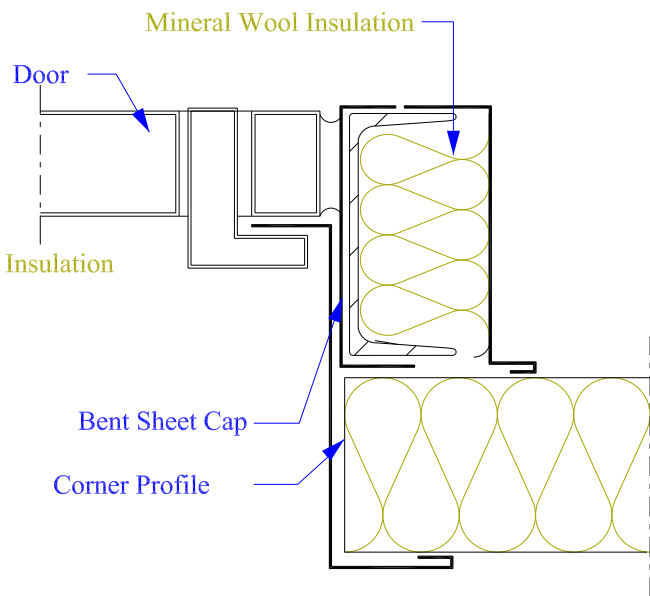 Mineral Wool Insulation
Door
Insulation
Bent Sheet Cap
Corner Profile